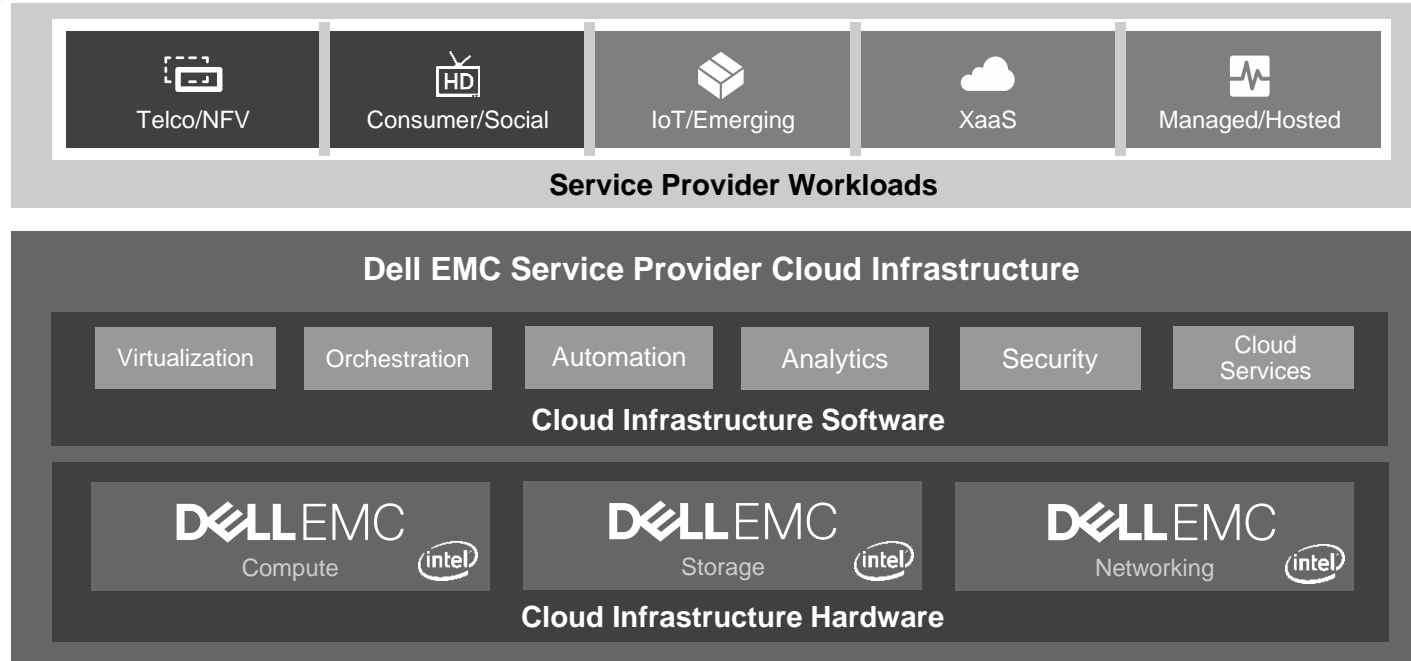 HD
Telco/NFV
Consumer/Social
IoT/Emerging
XaaS
Managed/Hosted
Service Provider Workloads
Dell EMC Service Provider Cloud Infrastructure
Virtualization
Orchestration
Automation
Analytics
Security
Cloud
Services
Cloud Infrastructure Software
DELLEMC
Compute
intel
DELLEMC
Storage
intel
DELLEMC
Networking
intel
Cloud Infrastructure Hardware